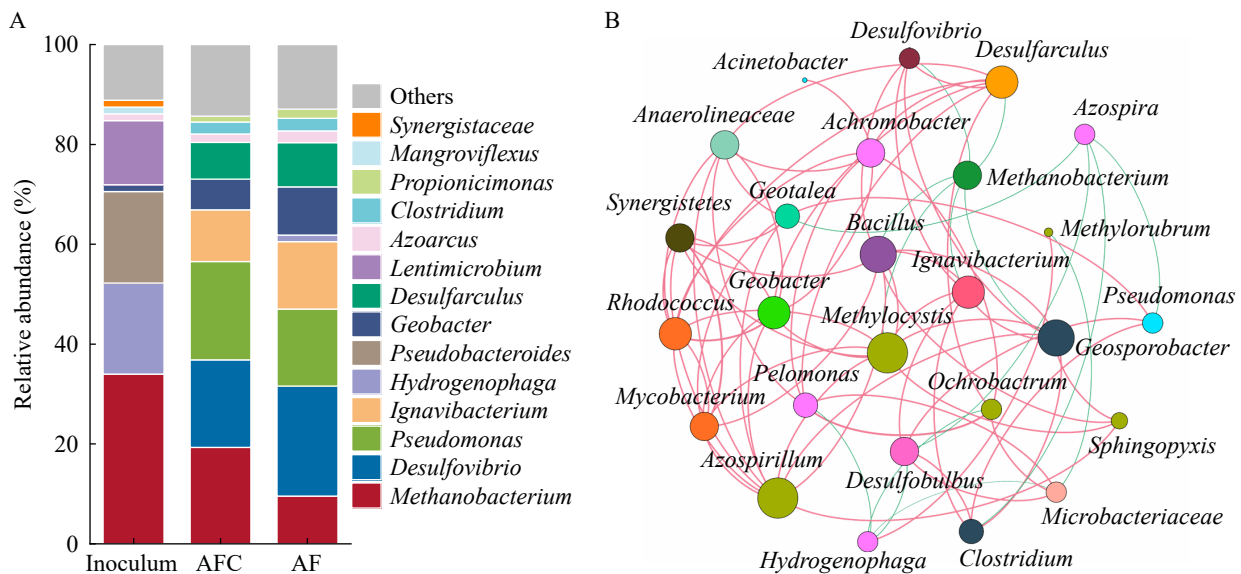 A
Relative abundance (%)
100
80
60
40
20
0
Inoculum
AFC
AF
Others
Synergistaceae
Mangroviflexus
Propionicimonas
Clostridium
Azoarcus
Lentimicrobium
Desulfarculus
Geobacter
Pseudobacteroides
Hydrogenophaga
Ignavibacterium
Pseudomonas
Desulfovibrio
Methanobacterium
B
Desulfovibrio
Desulfarculus
Acinetobacter
Azospira
Anaerolineaceae
Achromobacter
Methanobacterium
Geotalea
Synergistetes
Bacillus
Methylorubrum
Ignavibacterium
Geobacter
Rhodococcus
Methylocystis
Pseudomonas
Geosporobacter
Pelomonas
Ochrobactrum
Mycobacterium
Sphingopyxis
Azospirillum
Desulfobulbus
Microbacteriaceae
Hydrogenophaga
Clostridium